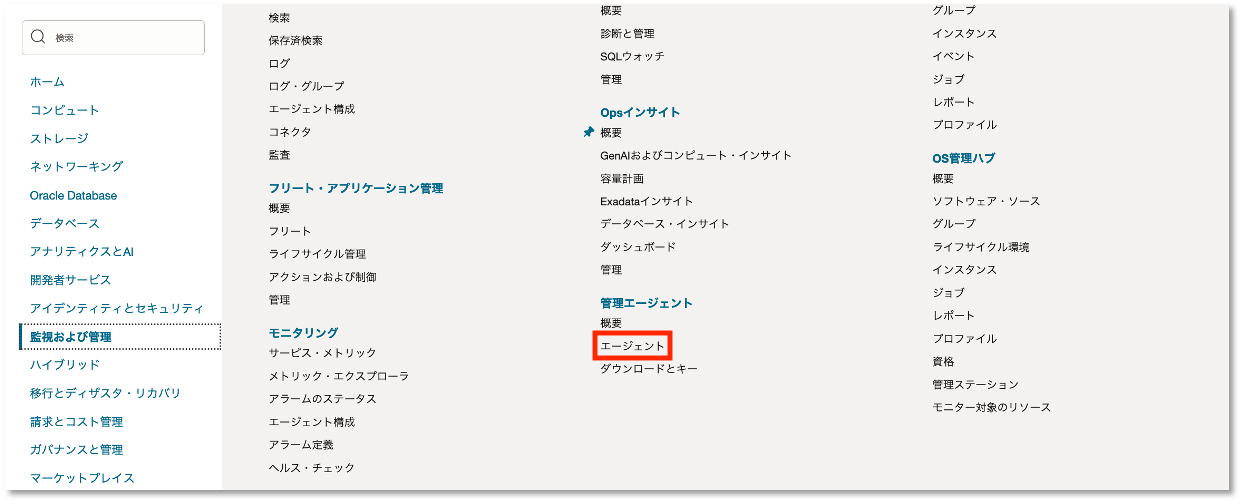 検索
ホーム
コンピュート
ストレージ
ネットワーキング
Oracle Database
データベース
アナリティクスとAI
開発者サービス
アイデンティティとセキュリティ
監視および管理
ハイブリッド
移行とディザスタ・リカバリ
請求とコスト管理
ガバナンスと管理
マーケットプレイス
検索
保存済検索
ログ
ログ・グループ
エージェント構成
コネクタ
監査
フリート・アプリケーション管理
概要
フリート
ライフサイクル管理
アクションおよび制御
管理
モニタリング
サービス・メトリック
メトリック・エクスプローラ
アラームのステータス
エージェント構成
アラーム定義
ヘルス・チェック
概要
診断と管理
SQLウォッチ
管理
Opsインサイト
概要
GenAIおよびコンピュート・インサイト
容量計画
Exadataインサイト
データベース・インサイト
ダッシュボード
管理
管理エージェント
概要
エージェント
ダウンロードとキー
グループ
インスタンス
イベント
ジョブ
レポート
プロファイル
OS管理ハブ
概要
ソフトウェア・ソース
グループ
ライフサイクル環境
インスタンス
ジョブ
レポート
プロファイル
資格
管理ステーション
モニター対象のリソース